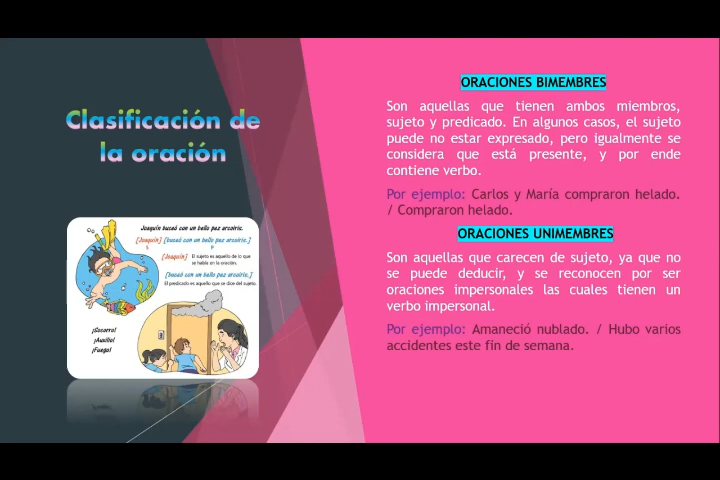 Clasificación de
la oración
Joaquín buceó con un bello pez arcoíris.
[Joaquín] [buceó con un bello pez arcoíris.]
S P
[Joaquín] El sujeto es aquello de lo que
se habla en la oración.
[buceó con un bello pez arcoíris.]
El predicado es aquello que se dice del sujeto.
¡Socorro!
¡Auxilio!
¡Fuego!
ORACIONES BIMEMBRES
Son aquellas que tienen ambos miembros,
sujeto y predicado. En algunos casos, el sujeto
puede no estar expresado, pero igualmente se
considera que está presente, y por ende
contiene verbo.
Por ejemplo: Carlos y María compraron helado.
/ Compraron helado.
ORACIONES UNIMEMBRES
Son aquellas que carecen de sujeto, ya que no
se puede deducir, y se reconocen por ser
oraciones impersonales las cuales tienen un
verbo impersonal.
Por ejemplo: Amaneció nublado. / Hubo varios
accidentes este fin de semana.